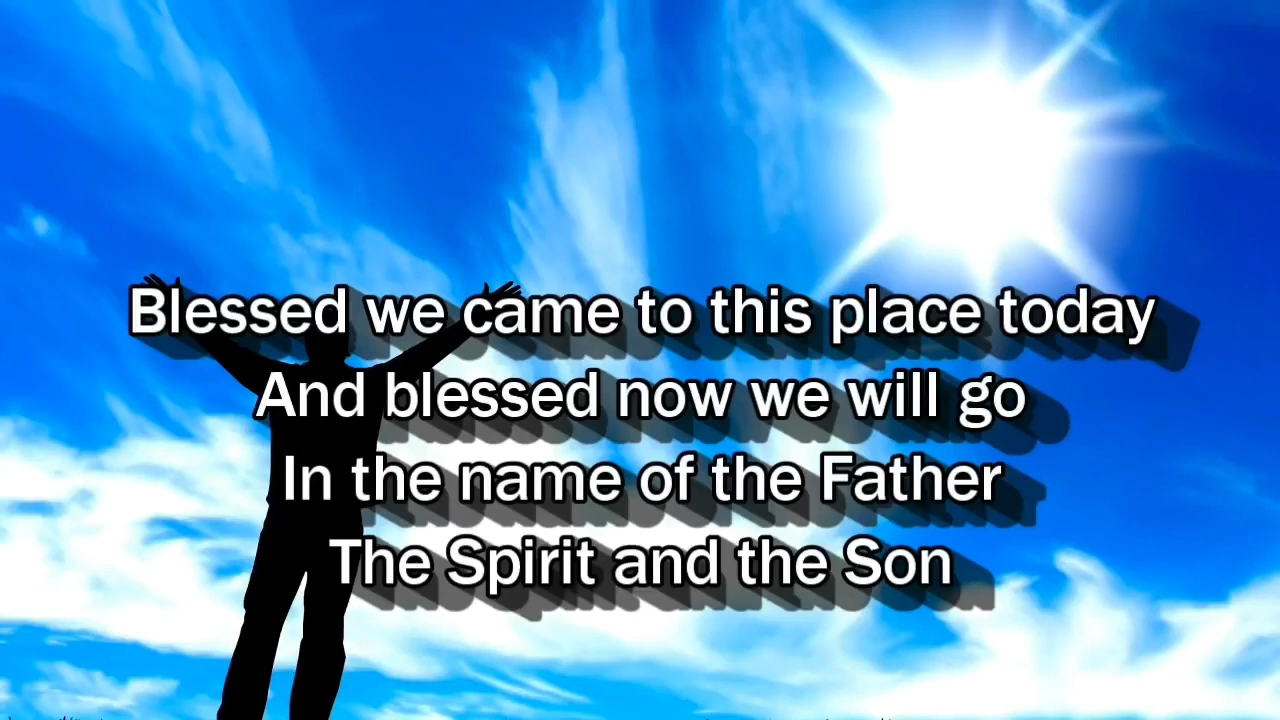 Blessed we came to this place today
And blessed now we will go
In the name of the Father
The Spirit and the Son